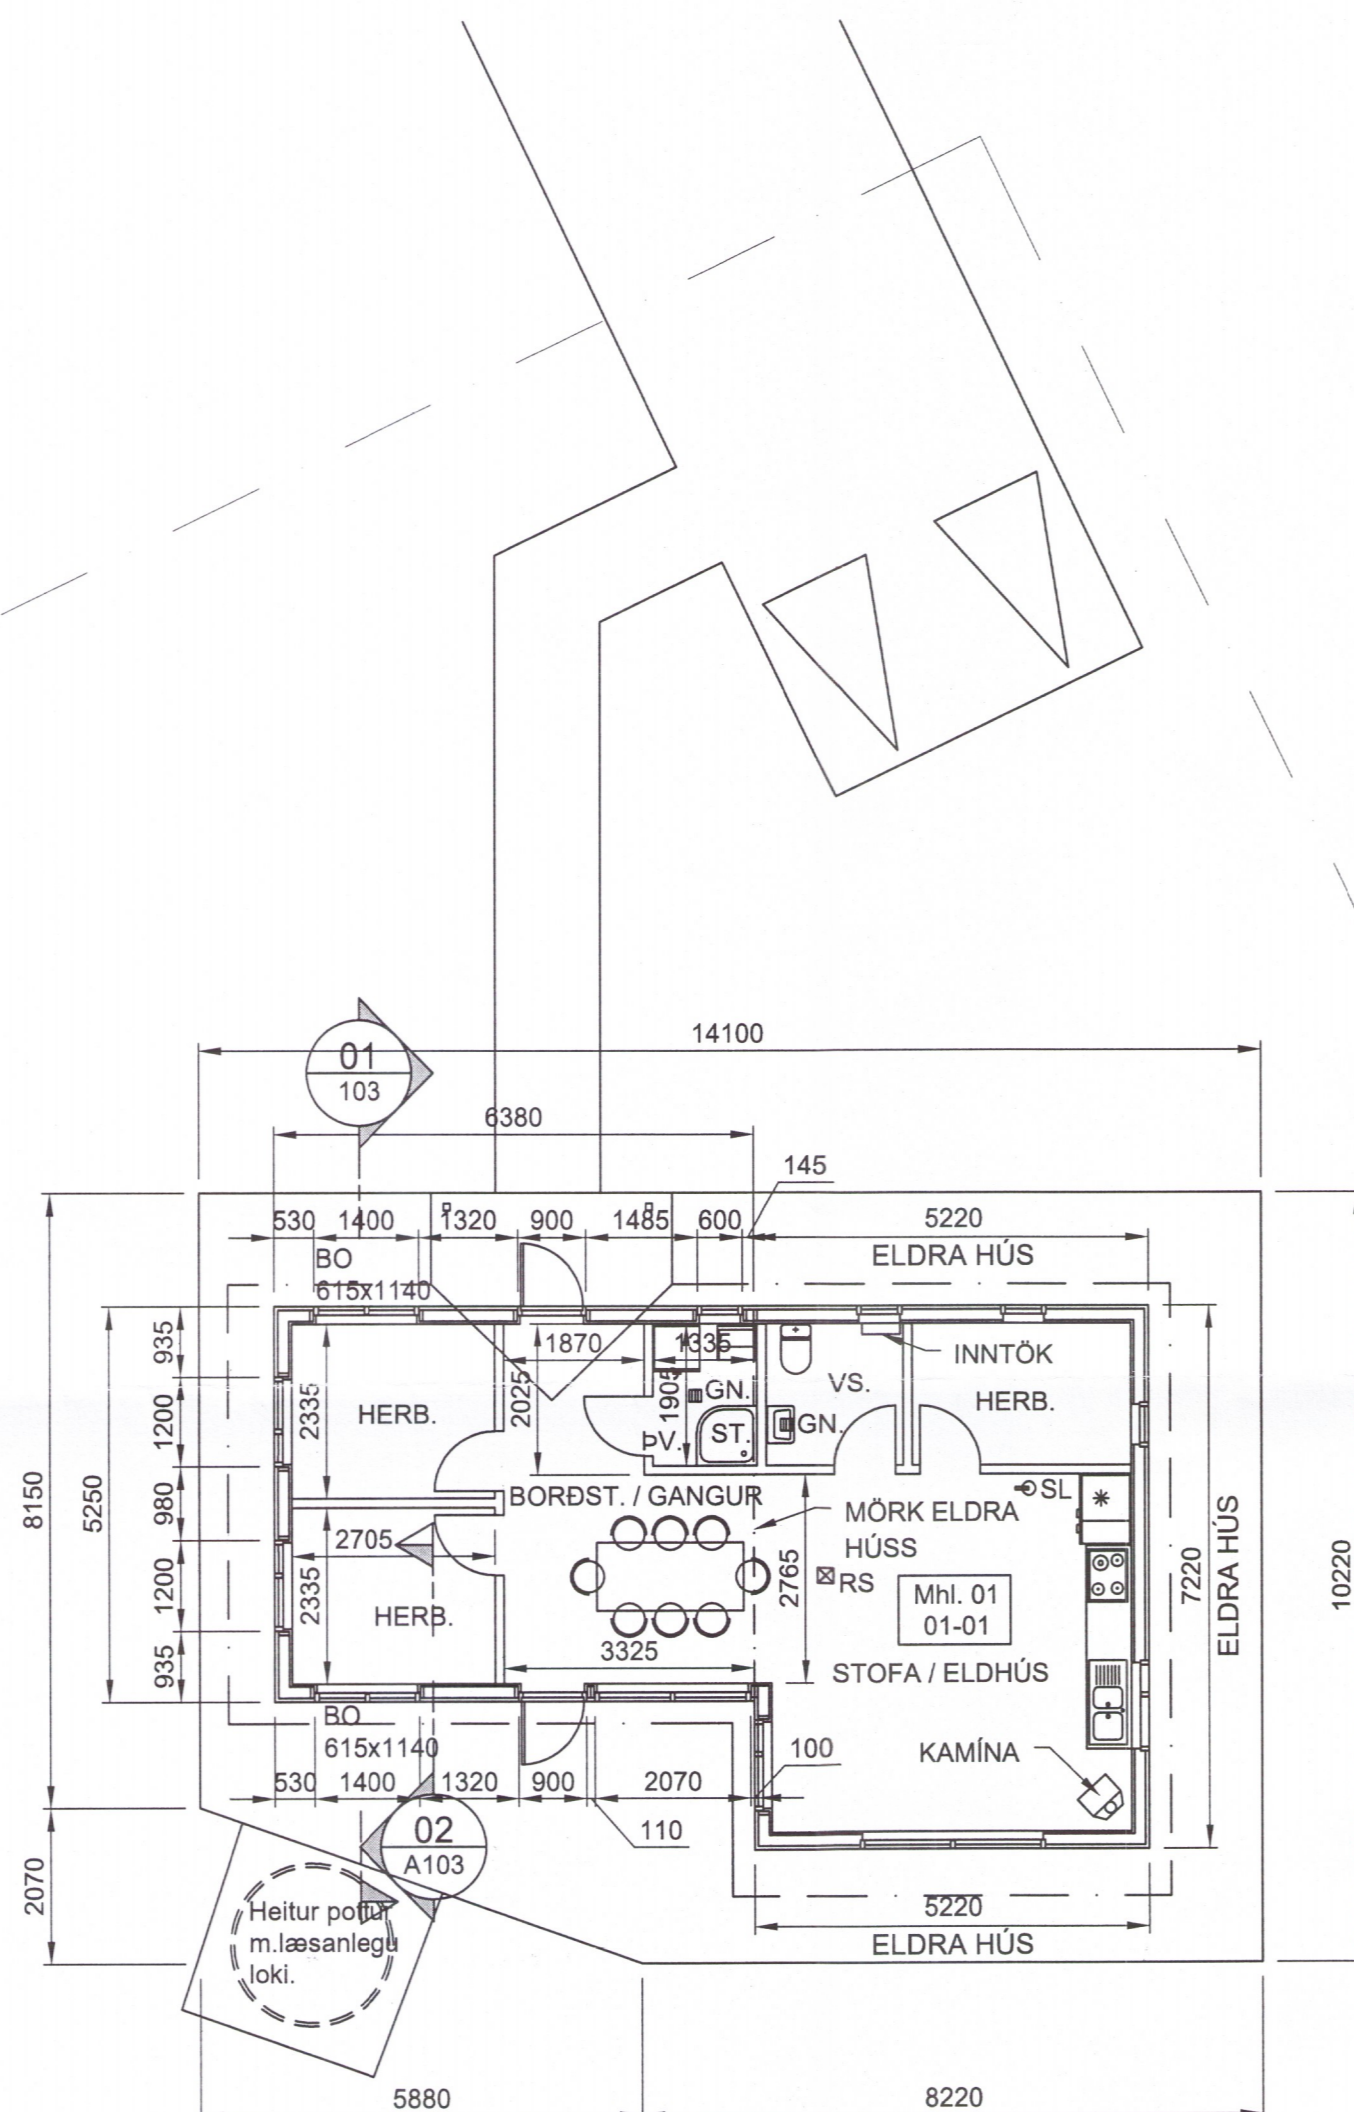 14100
01
103
6380
145
530 1400 1320 900 1485 600 5220
BO
615x1140
ELDRA HÚS
935
1200
980
1200
935
5250
8150
2070
1870
1335
INNTÖK
2335
HERB.
2025
1905
GN.
ÞV.
ST.
VS.
GN.
HERB.
BORÐST. / GANGUR
SL
MÖRK ELDRA
HÚSS
2705
2335
HERB.
2765
RS
Mhl. 01
01-01
7220
ELDRA HÚS
10220
3325
STOFA / ELDHÚS
BO
615x1140
KAMÍNA
100
530 1400 1320 900 2070
110
02
A103
5220
ELDRA HÚS
Heitur pottur
m.læsanlegu
loki.
5880
8220